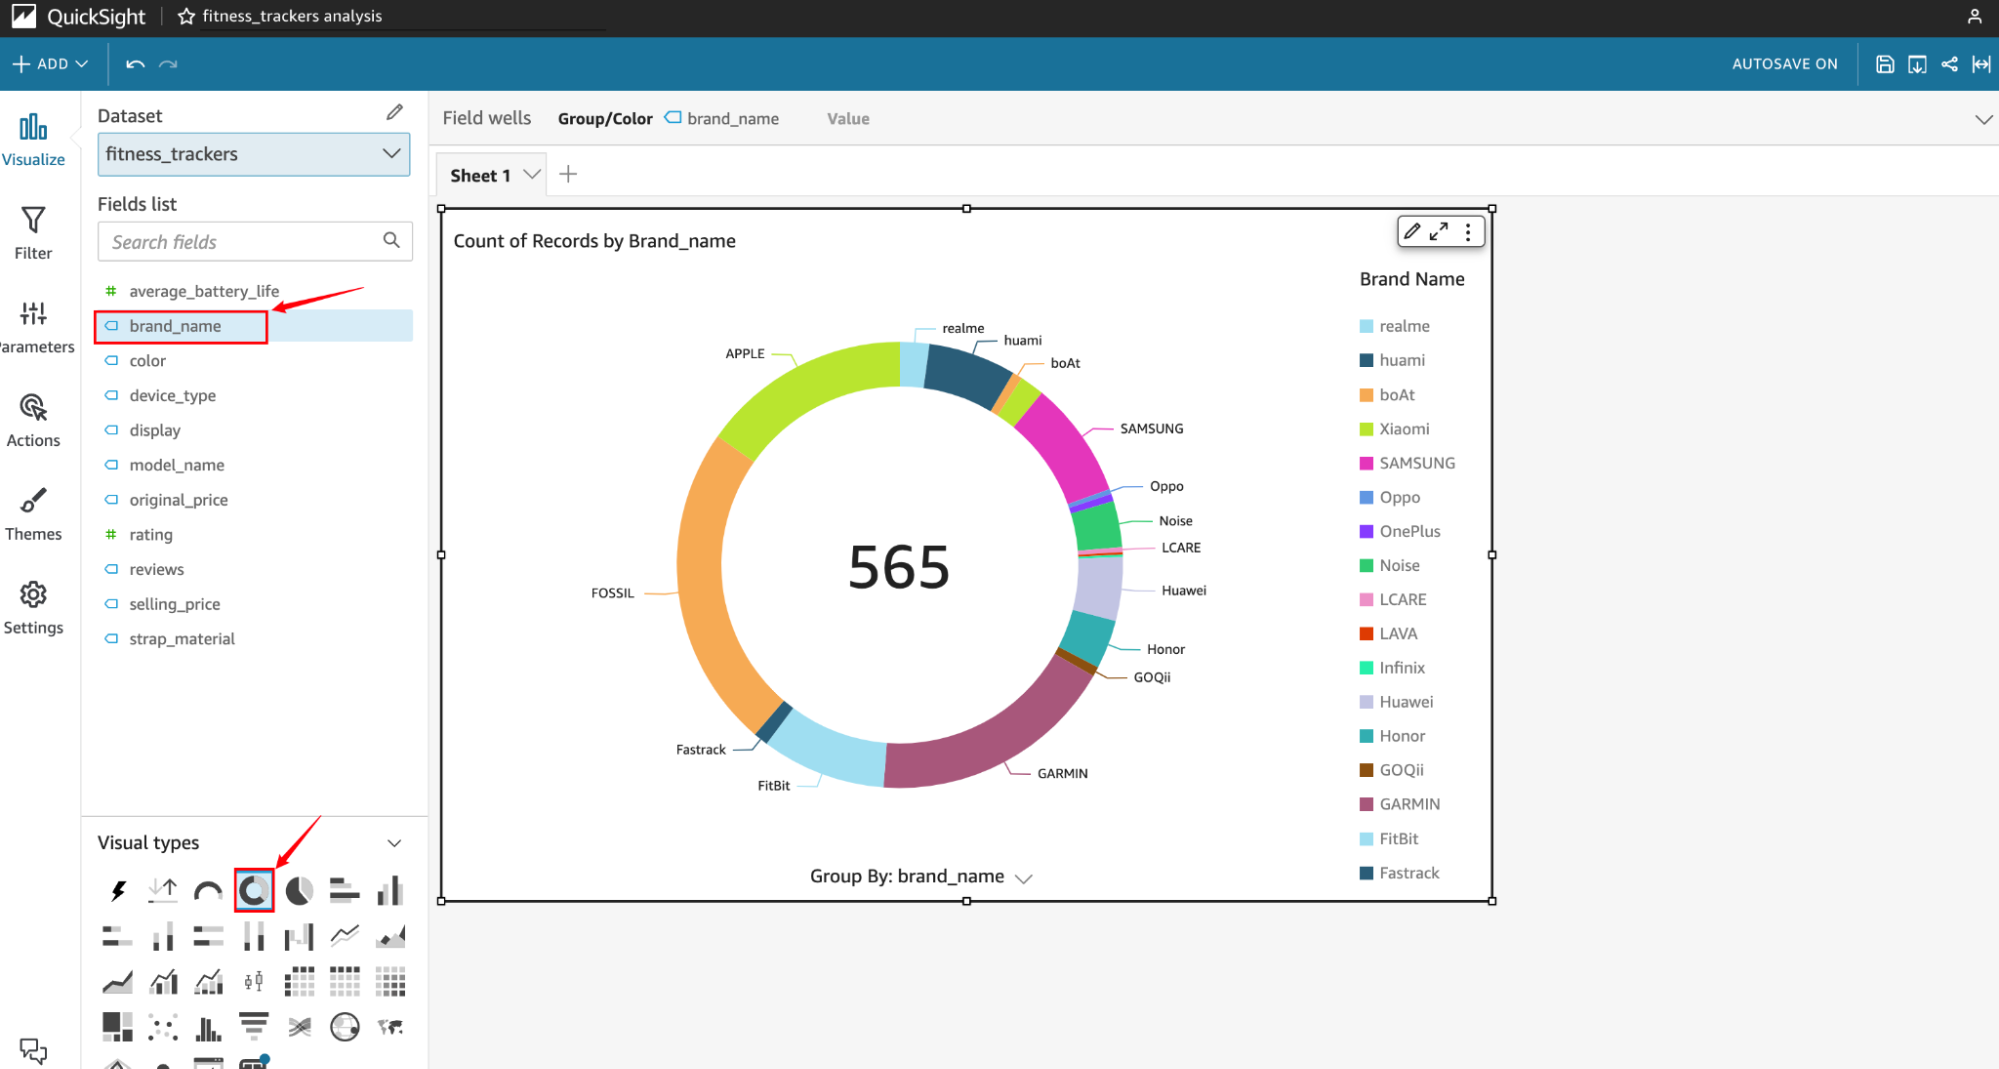 QuickSight
fitness_trackers analysis
ADD
AUTOSAVE ON
Visualize
Filter
arameters
Actions
Themes
Settings
Dataset
fitness_trackers
Fields list
Search fields
# average_battery_life
brand_name
color
device_type
display
model_name
original_price
# rating
reviews
selling_price
strap_material
Visual types
Field wells Group/Color brand_name Value
Sheet 1
Count of Records by Brand_name
realme
huami
boAt
APPLE
SAMSUNG
Oppo
Noise
LCARE
565
FOSSIL
Huawei
Honor
GOQii
Fastrack
GARMIN
FitBit
Group By: brand_name
Brand Name
realme
huami
boAt
Xiaomi
SAMSUNG
Oppo
OnePlus
Noise
LCARE
LAVA
Infinix
Huawei
Honor
GOQii
GARMIN
FitBit
Fastrack